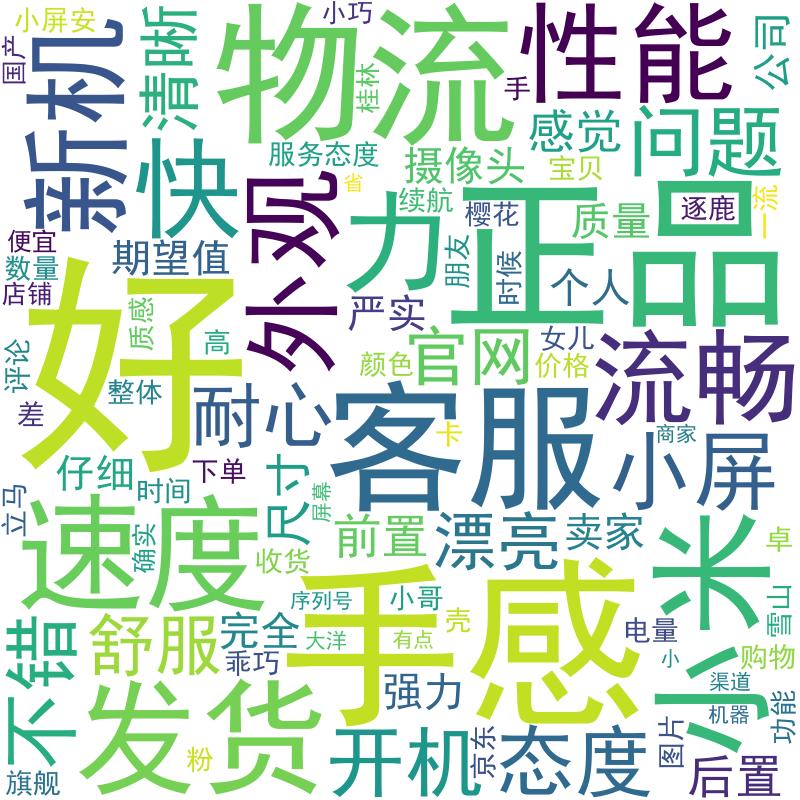 小屏安
小巧
国产
新机
清晰
物流
桂林
性能
手
公司
感觉
问题
快
服务态度
摄像头
宝贝
省
外观
续航
力
樱花
正品
质量
逐鹿
一流
便宜
数量
店铺
期望值
朋友
时候
个人
好
质感
高
严实
颜色
官网
女儿
价格
流畅
评论
差
整体
耐心
客服
卡
商家
小屏
仔细
下单
时间
立马
尺寸
屏幕
速度
确实
收货
前置
漂亮
卖家
小米
卓
序列号
小哥
手感
雪山
不错
舒服
完全
大洋
有点
壳
电量
小
购物
乖巧
强力
渠道
机器
功能
发货
粉
开机
京东
态度
图片
后置
旗舰